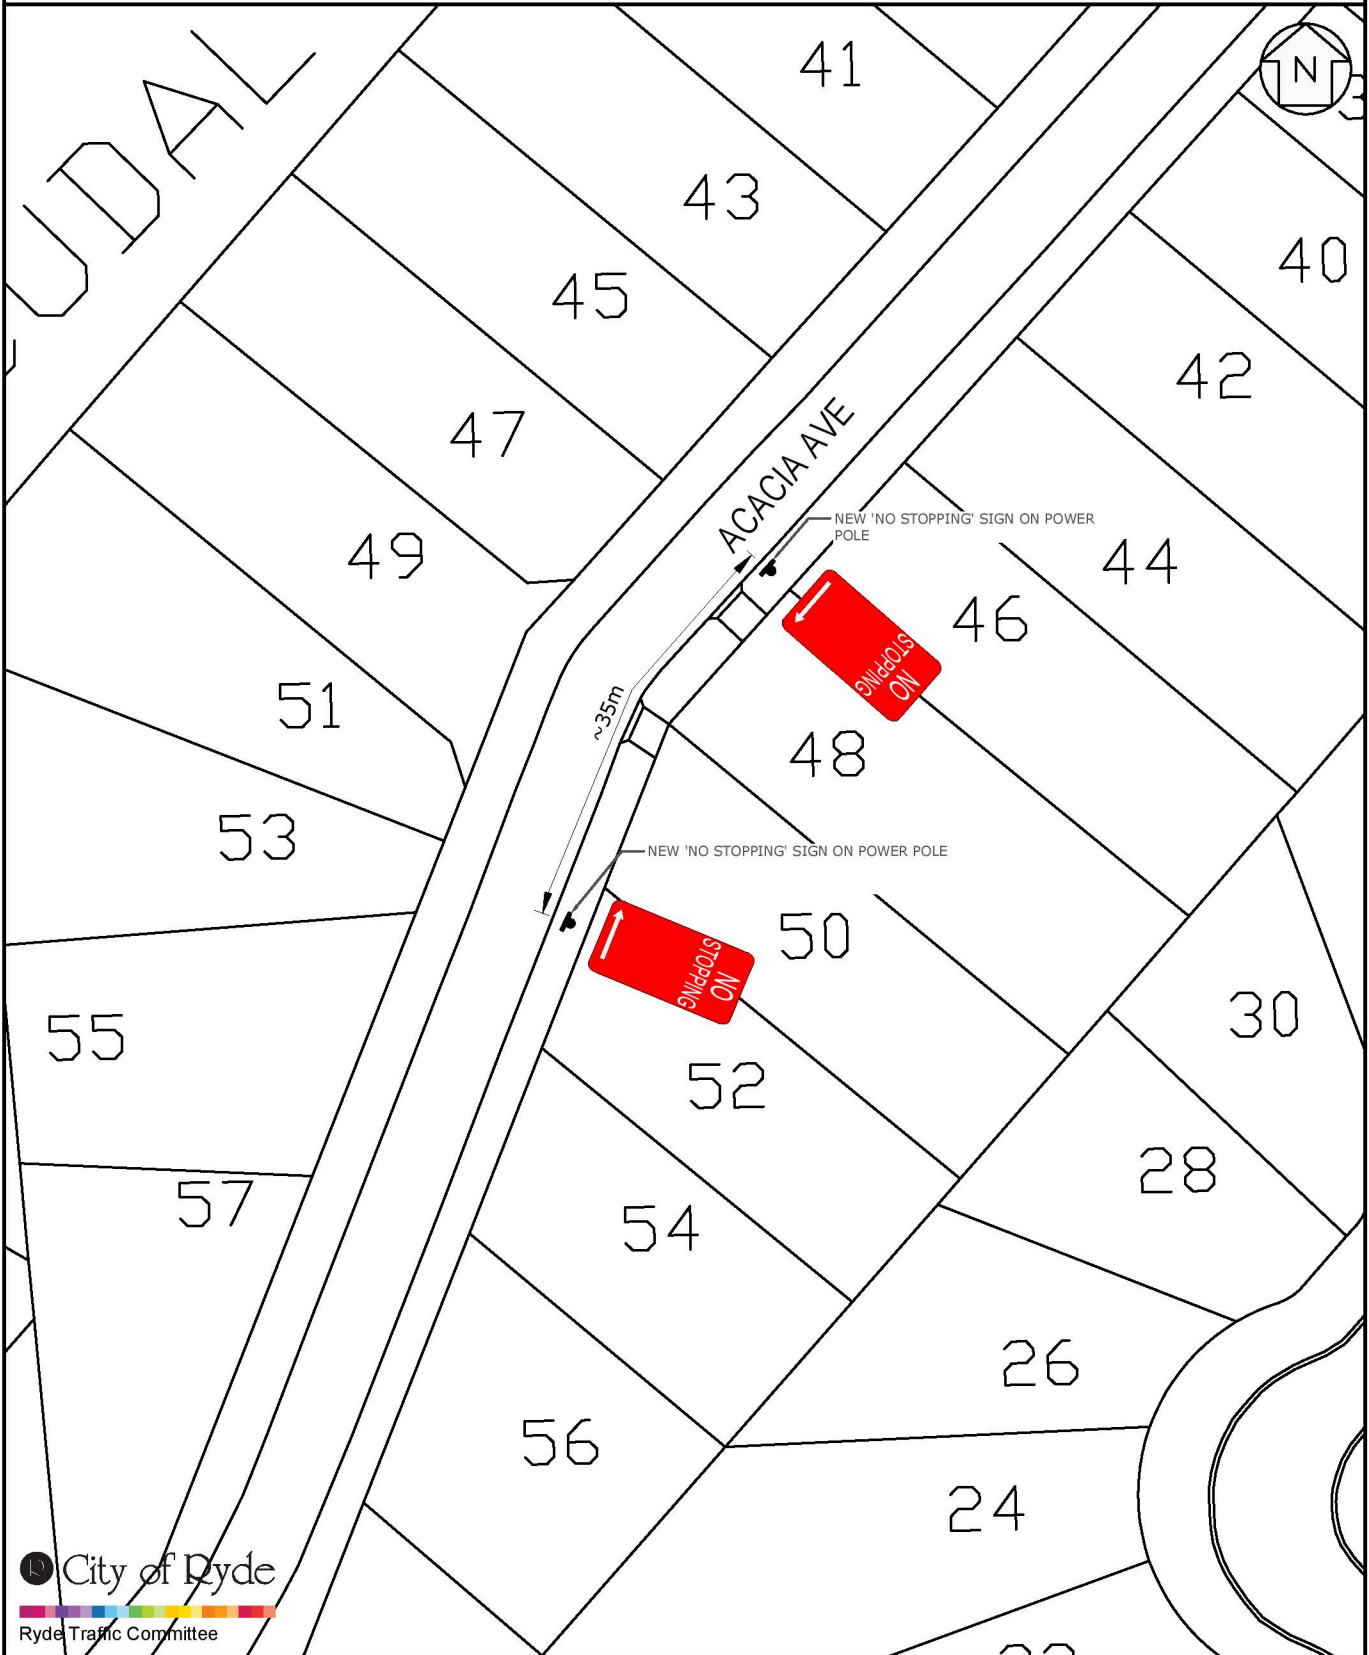 UDAL
N
41
43
40
45
42
47
ACACIA AVE
NEW 'NO STOPPING' SIGN ON POWER
POLE
49
44
46
NO
STOPPING
51
~35m
48
53
NEW 'NO STOPPING' SIGN ON POWER POLE
50
NO
STOPPING
55
30
52
28
57
54
26
56
24
City of Ryde
Ryde Traffic Committee